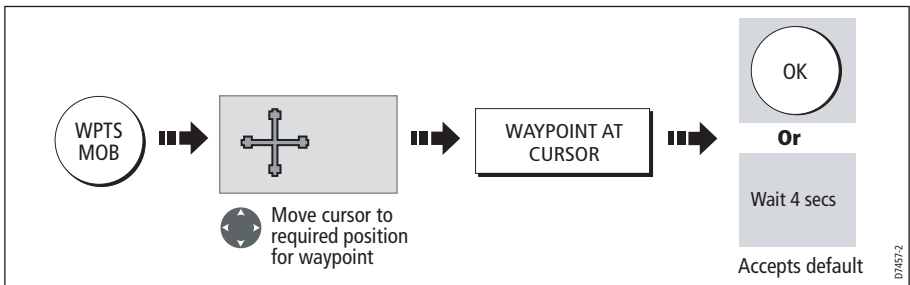 WPTS
MOB
Move cursor to
required position
for waypoint
WAYPOINT AT
CURSOR
OK
Or
Wait 4 secs
Accepts default
D7457-2